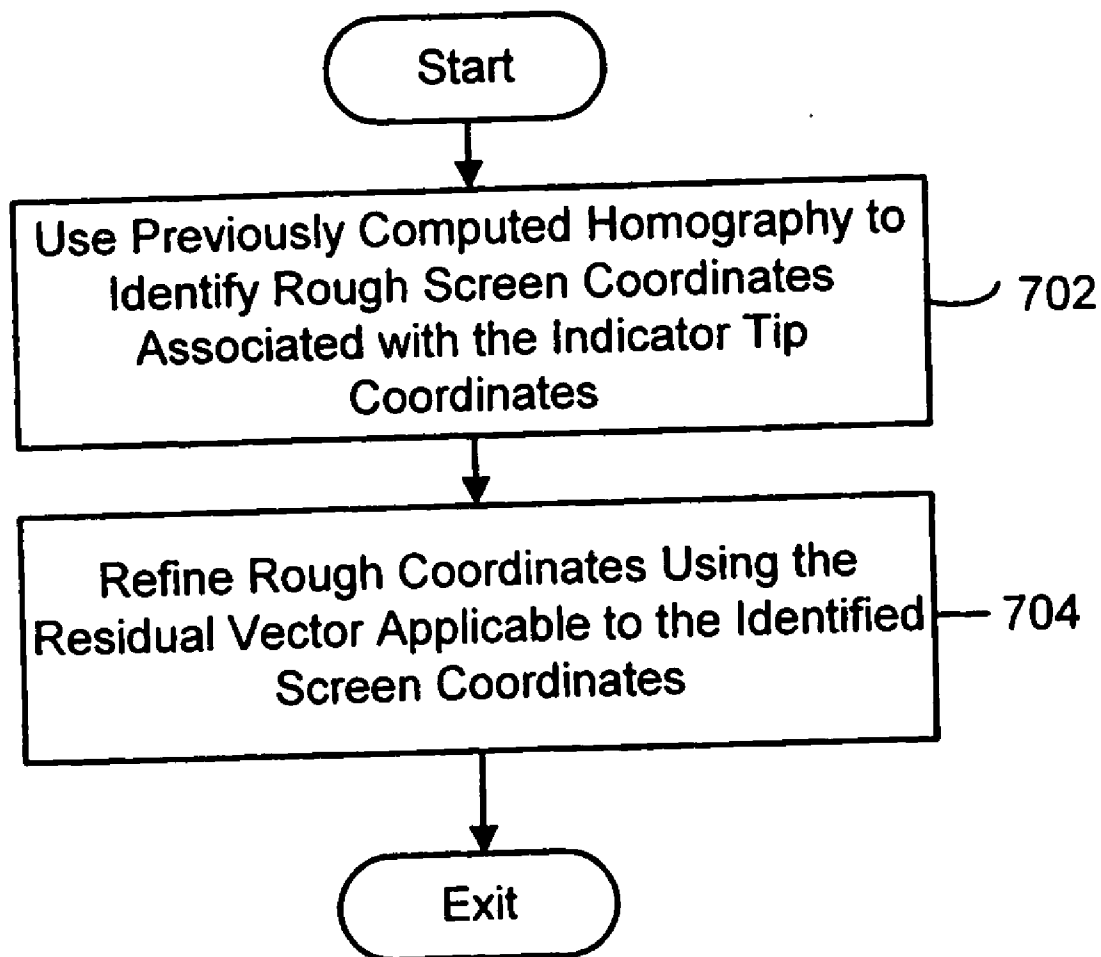 Start
Use Previously Computed Homography to
Identify Rough Screen Coordinates
Associated with the Indicator Tip
Coordinates
702
Refine Rough Coordinates Using the
Residual Vector Applicable to the Identified
Screen Coordinates
704
Exit